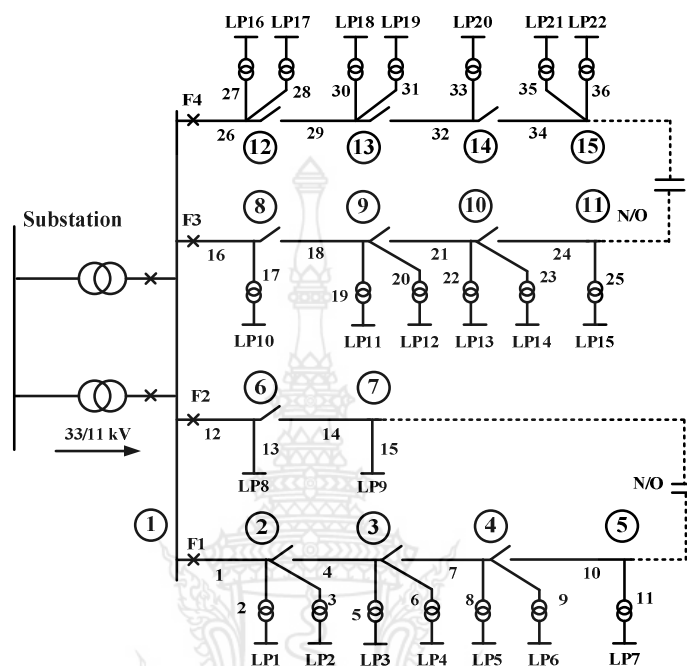 LP16 LP17 LP18 LP19 LP20 LP21 LP22
27 28 30 31 33 35 36
F4
26 29 32 34
12 13 14 15
8 9 10 11
Substation
F3 N/O
16 18 21 24
17 19 20 22 23 25
LP10 LP11 LP12 LP13 LP14 LP15
6 7
F2
33/11 kV
12 14
13 15
LP8 LP9
N/O
1 2 3 4 5
F1
1 4 7 10
2 3 5 6 8 9 11
LP1 LP2 LP3 LP4 LP5 LP6 LP7